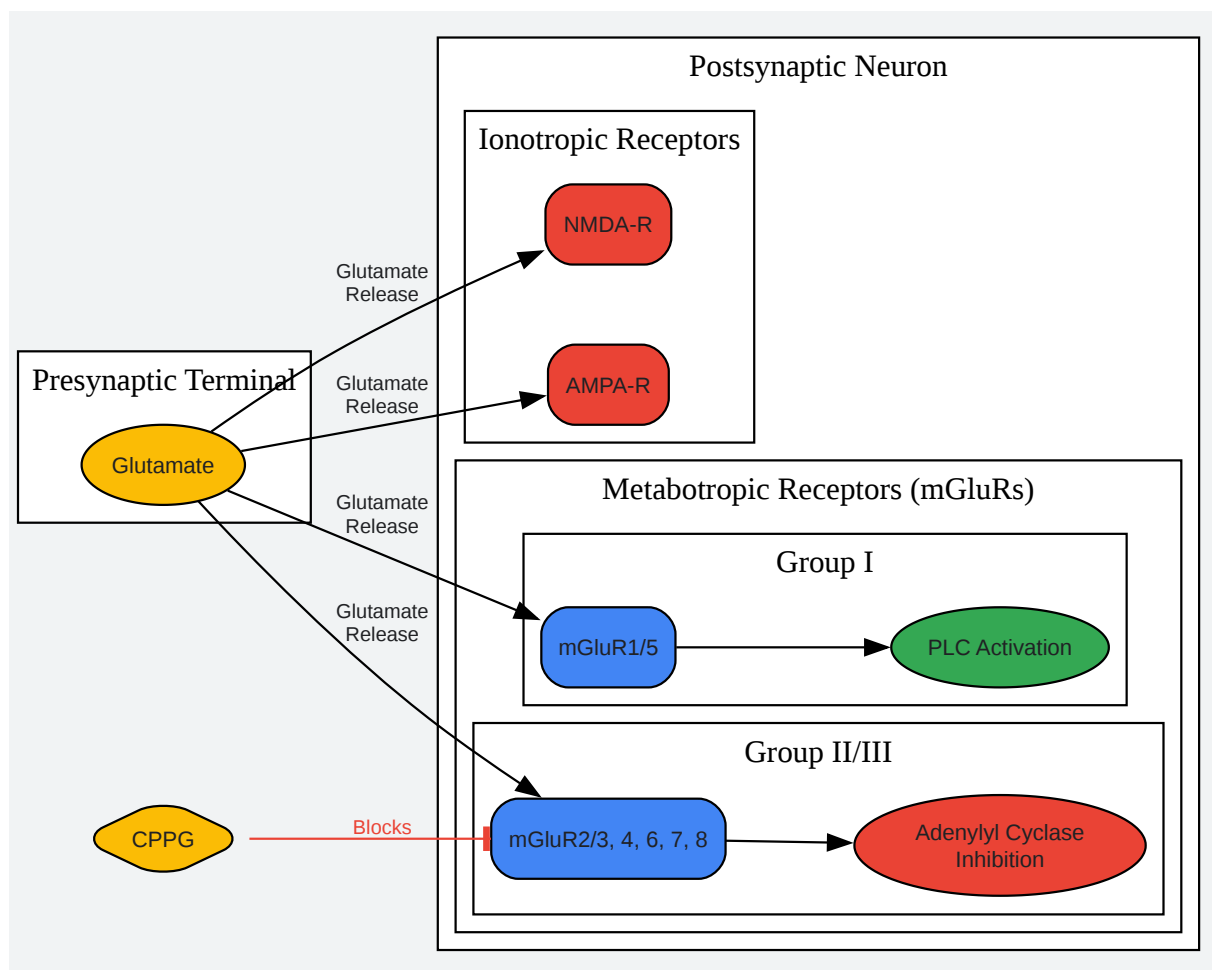 Postsynaptic Neuron
Ionotropic Receptors
NMDA-R
Glutamate
Release
Presynaptic Terminal
Glutamate
Release
AMPA-R
Glutamate
Metabotropic Receptors (mGluRs)
Glutamate
Release
Group I
Glutamate
Release
mGluR1/5
PLC Activation
Group II/III
CPPG
Blocks
mGluR2/3, 4, 6, 7, 8
Adenylyl Cyclase
Inhibition